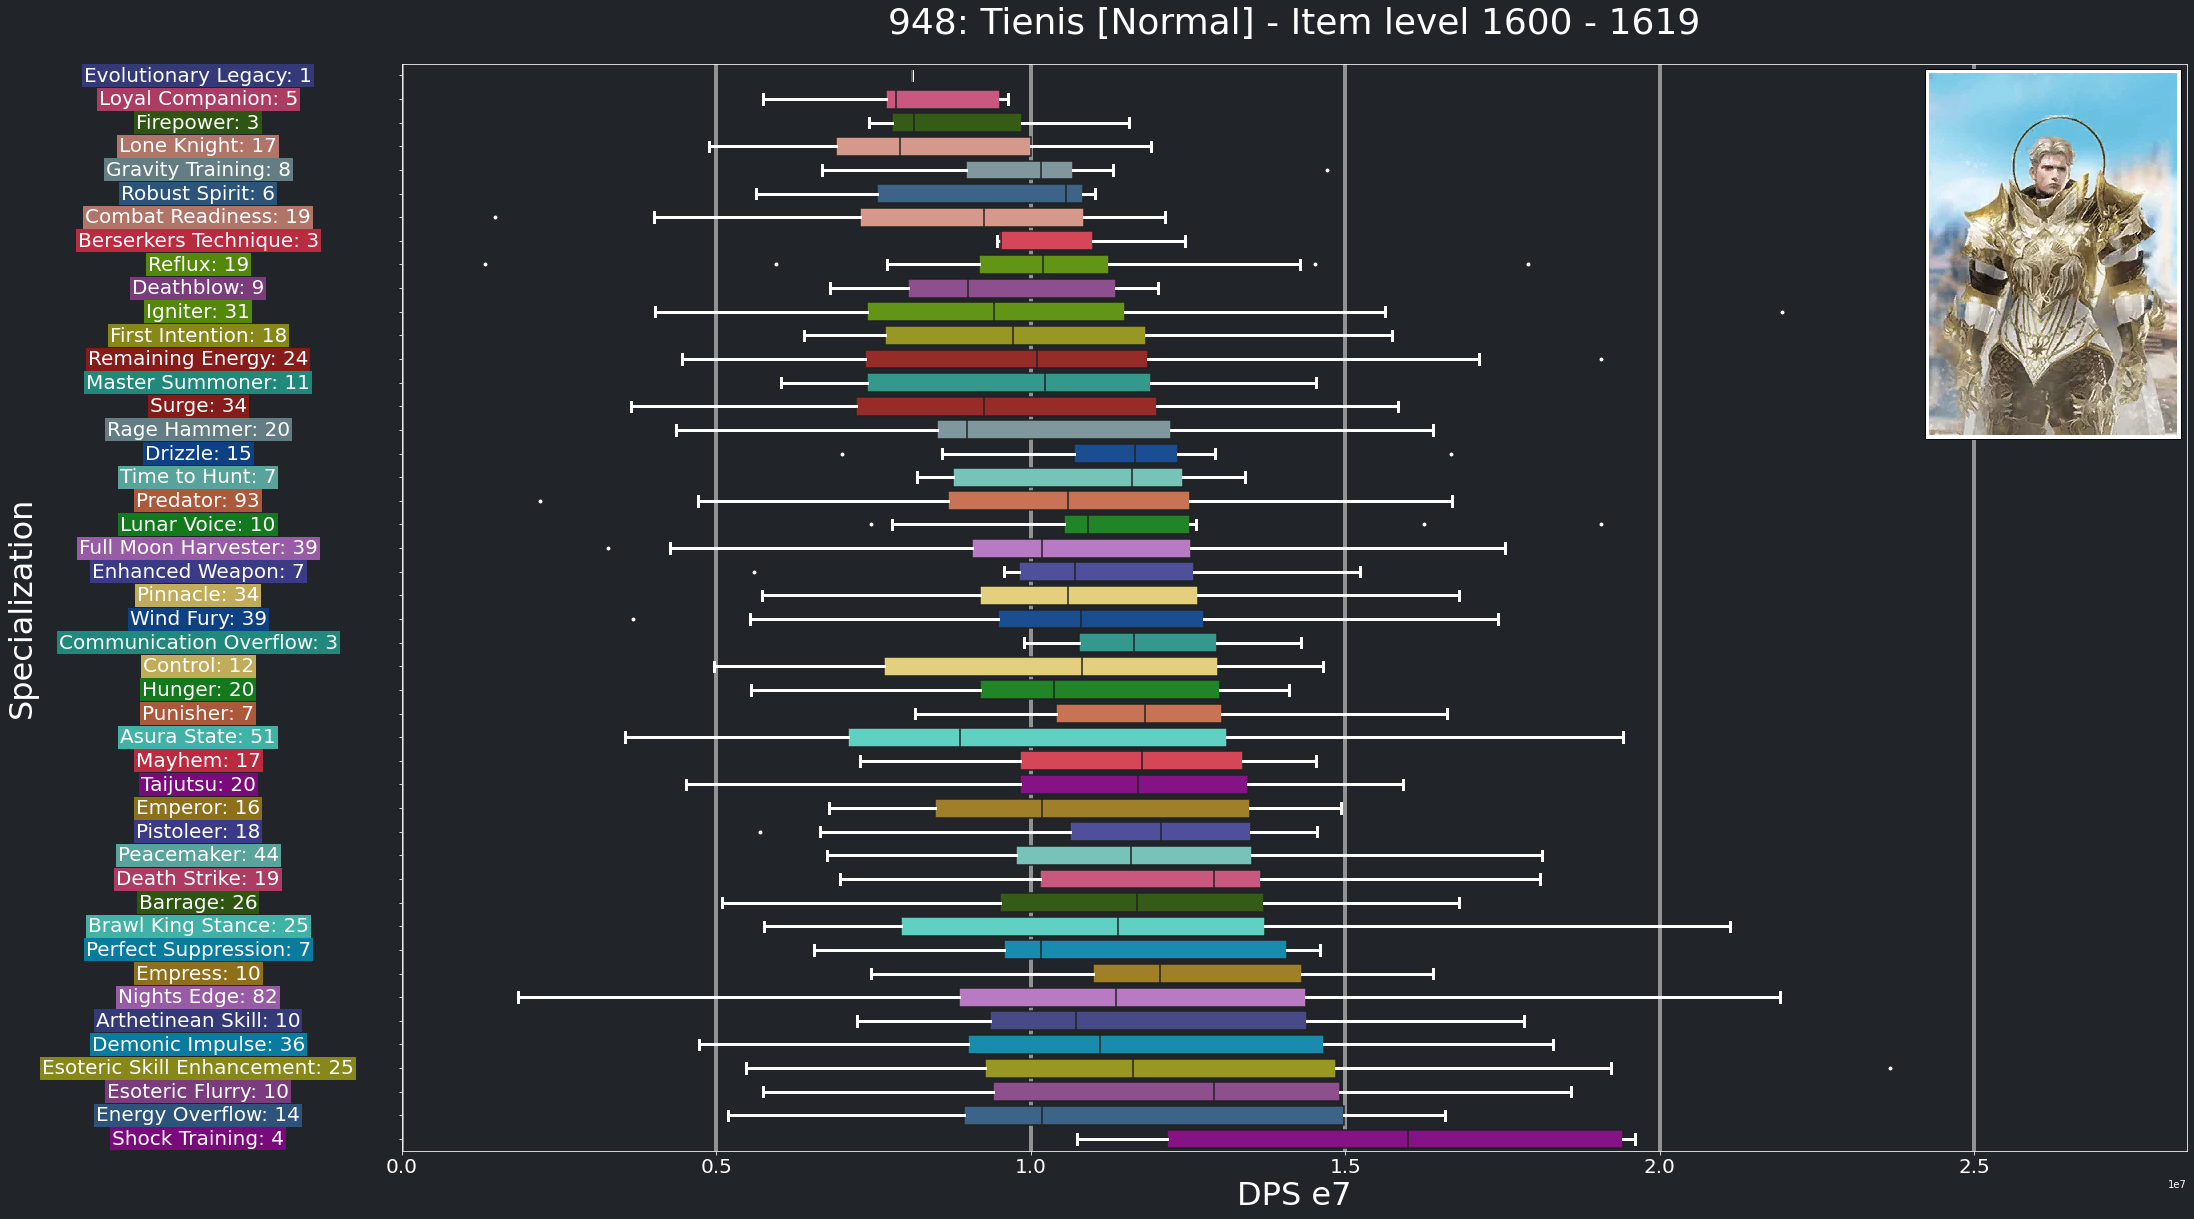 948: Tienis [Normal] - Item level 1600 - 1619
Specialization
Evolutionary Legacy: 1
Loyal Companion: 5
Firepower: 3
Lone Knight: 17
Gravity Training: 8
Robust Spirit: 6
Combat Readiness: 19
Berserkers Technique: 3
Reflux: 19
Deathblow: 9
Igniter: 31
First Intention: 18
Remaining Energy: 24
Master Summoner: 11
Surge: 34
Rage Hammer: 20
Drizzle: 15
Time to Hunt: 7
Predator: 93
Lunar Voice: 10
Full Moon Harvester: 39
Enhanced Weapon: 7
Pinnacle: 34
Wind Fury: 39
Communication Overflow: 3
Control: 12
Hunger: 20
Punisher: 7
Asura State: 51
Mayhem: 17
Taijutsu: 20
Emperor: 16
Pistoleer: 18
Peacemaker: 44
Death Strike: 19
Barrage: 26
Brawl King Stance: 25
Perfect Suppression: 7
Empress: 10
Nights Edge: 82
Arthetinean Skill: 10
Demonic Impulse: 36
Esoteric Skill Enhancement: 25
Esoteric Flurry: 10
Energy Overflow: 14
Shock Training: 4
0.0 0.5 1.0 1.5 2.0 2.5
1e7
DPS e7